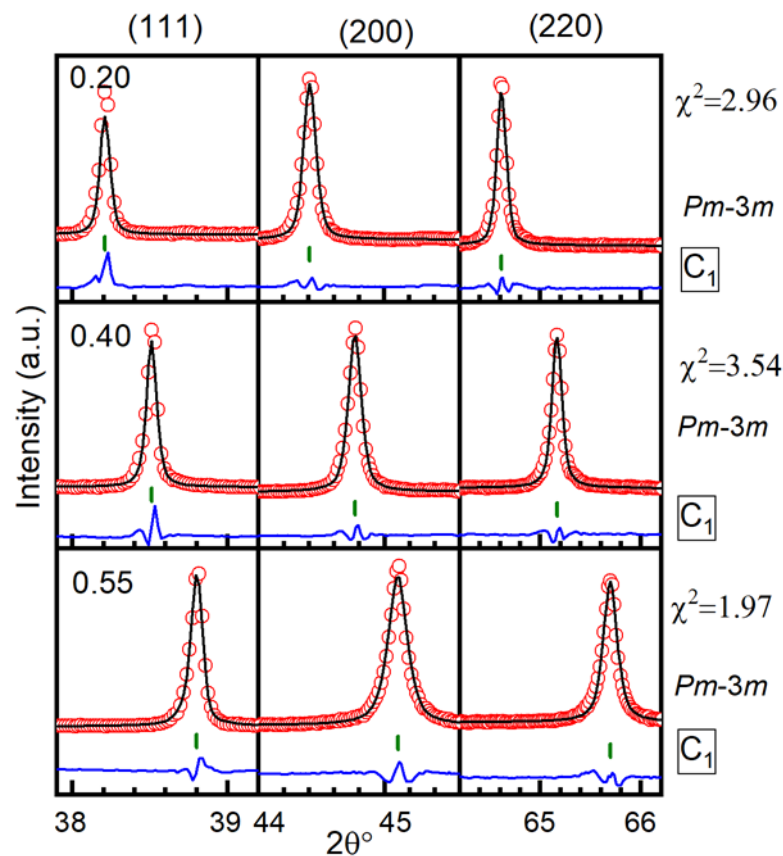 (111) (200) (220)
0.20
χ²=2.96
Pm-3m
C₁
0.40
χ²=3.54
Pm-3m
C₁
0.55
χ²=1.97
Pm-3m
C₁
Intensity (a.u.)
38 39 44 45 65 66
2θ°